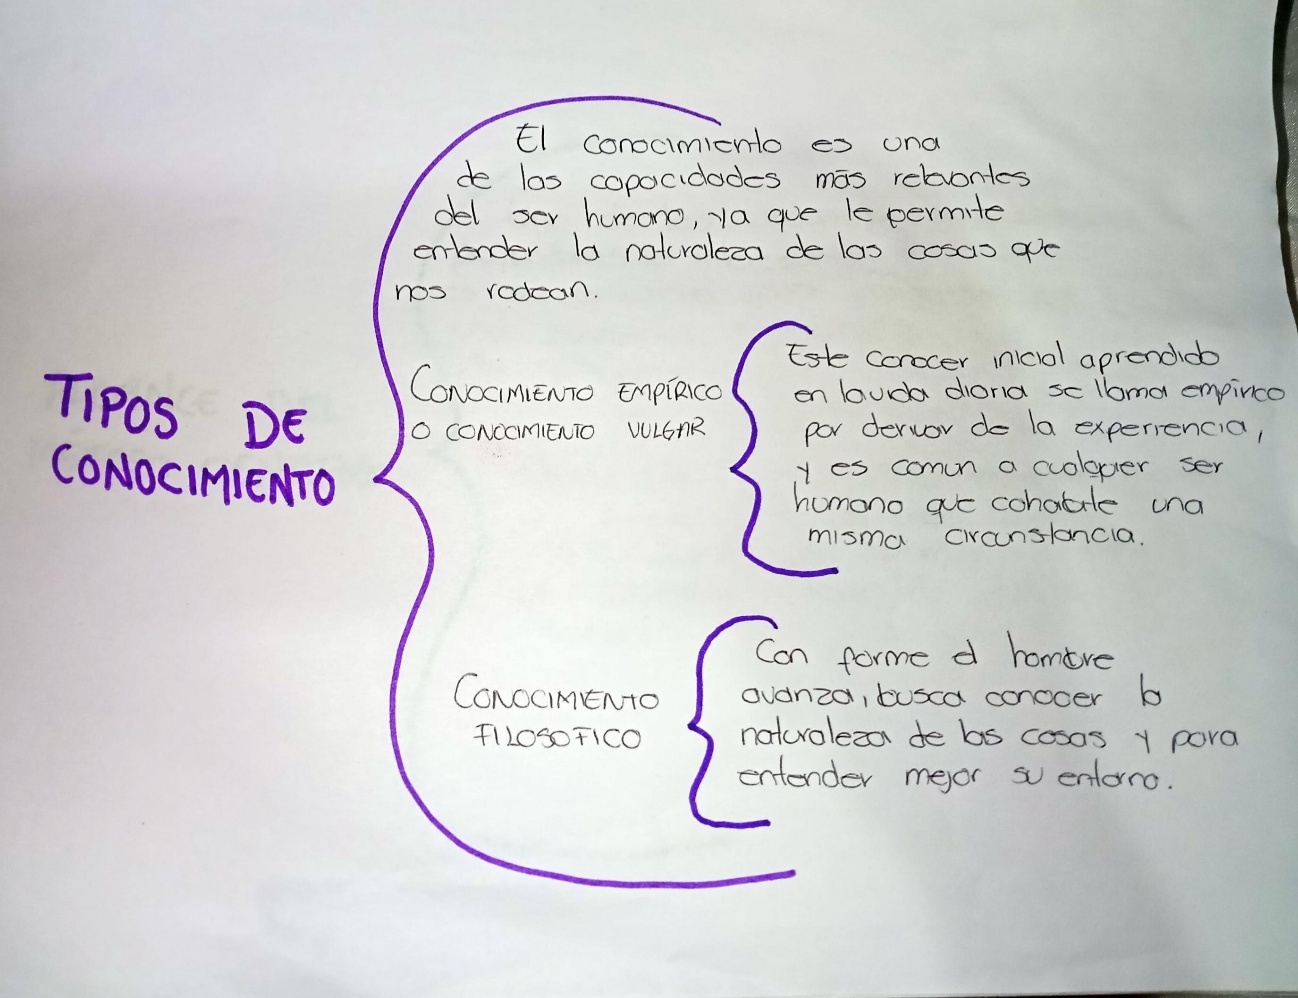 TIPOS DE
CONOCIMIENTO
El conocimiento es una
de las capacidades más relevantes
del ser humano, ya que le permite
entender la naturaleza de las cosas que
nos rodean.
CONOCIMIENTO EMPÍRICO
O CONOCIMIENTO VULGAR
Este conocer inicial aprendido
en la vida diaria se llama empirico
por derivar de la experiencia,
y es comun a cualquier ser
humano que cohabite una
misma circunstancia.
CONOCIMIENTO
FILOSOFICO
Con forme el hombre
avanza, busca conocer la
naturaleza de las cosas y para
entender mejor su entorno.